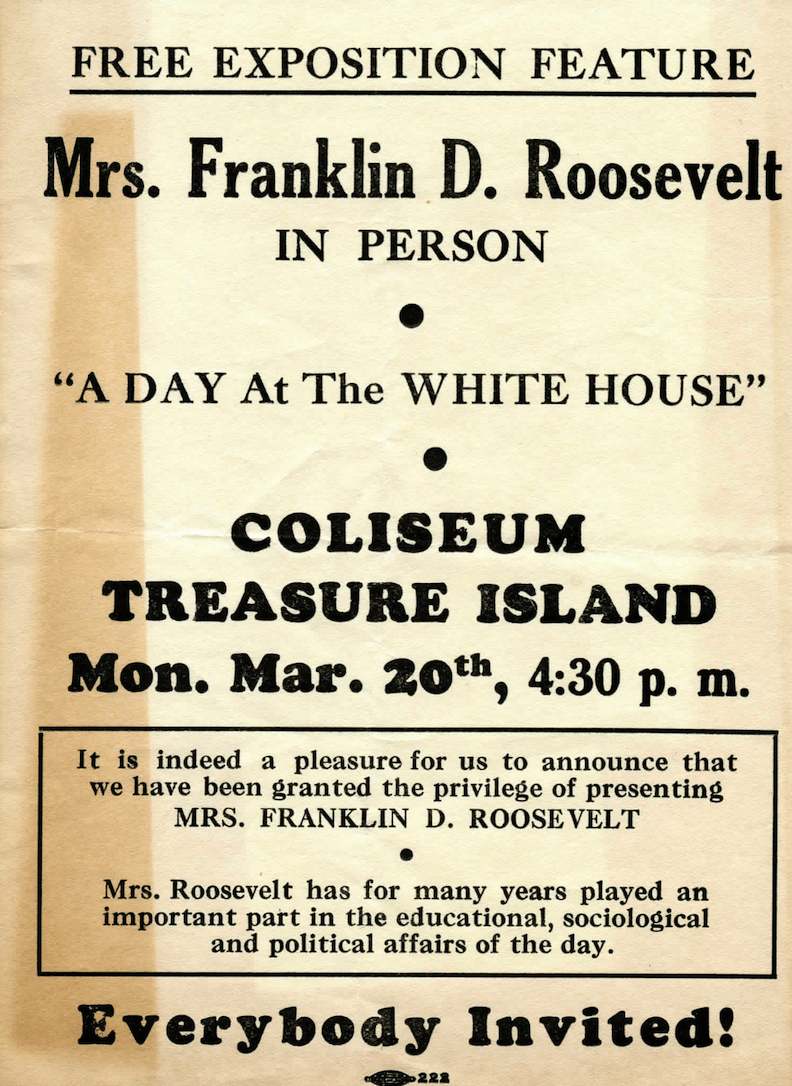 FREE EXPOSITION FEATURE
Mrs. Franklin D. Roosevelt
IN PERSON
●
“A DAY At The WHITE HOUSE”
●
COLISEUM
TREASURE ISLAND
Mon. Mar. 20th, 4:30 p. m.
It is indeed a pleasure for us to announce that
we have been granted the privilege of presenting
MRS. FRANKLIN D. ROOSEVELT
●
Mrs. Roosevelt has for many years played an
important part in the educational, sociological
and political affairs of the day.
Everybody Invited!
222